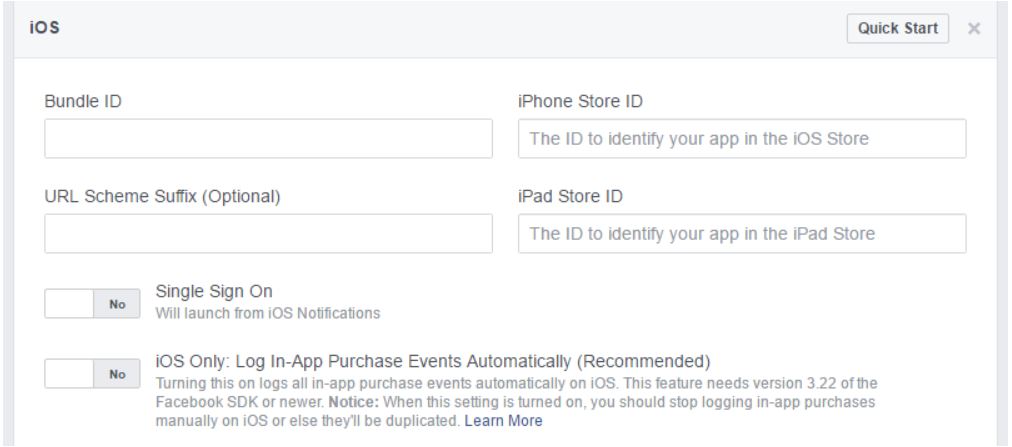 iOS
Quick Start
×
Bundle ID
iPhone Store ID
The ID to identify your app in the iOS Store
URL Scheme Suffix (Optional)
iPad Store ID
The ID to identify your app in the iPad Store
No
Single Sign On
Will launch from iOS Notifications
No
iOS Only: Log In-App Purchase Events Automatically (Recommended)
Turning this on logs all in-app purchase events automatically on iOS. This feature needs version 3.22 of the
Facebook SDK or newer. Notice: When this setting is turned on, you should stop logging in-app purchases
manually on iOS or else they'll be duplicated. Learn More